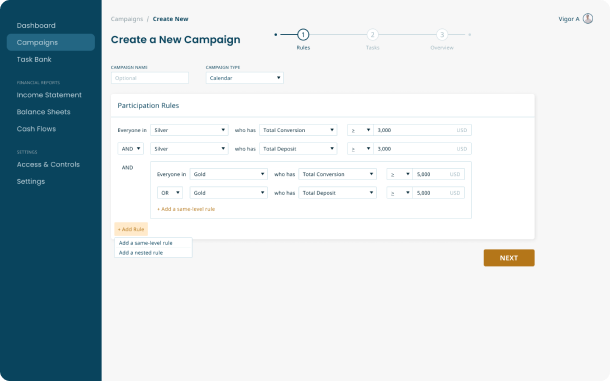 Dashboard
Campaigns
Task Bank
FINANCIAL REPORTS
Income Statement
Balance Sheets
Cash Flows
SETTINGS
Access & Controls
Settings
Campaigns / Create New
Vigor A
Create a New Campaign
1 2 3
Rules Tasks Overview
CAMPAIGN NAME CAMPAIGN TYPE
Optional Calendar
Participation Rules
Everyone in Silver who has Total Conversion ≥ 3,000 USD
AND Silver who has Total Deposit ≥ 3,000 USD
AND
Everyone in Gold who has Total Conversion ≥ 5,000 USD
OR Gold who has Total Deposit ≥ 5,000 USD
+ Add a same-level rule
+ Add Rule
Add a same-level rule
Add a nested rule
NEXT